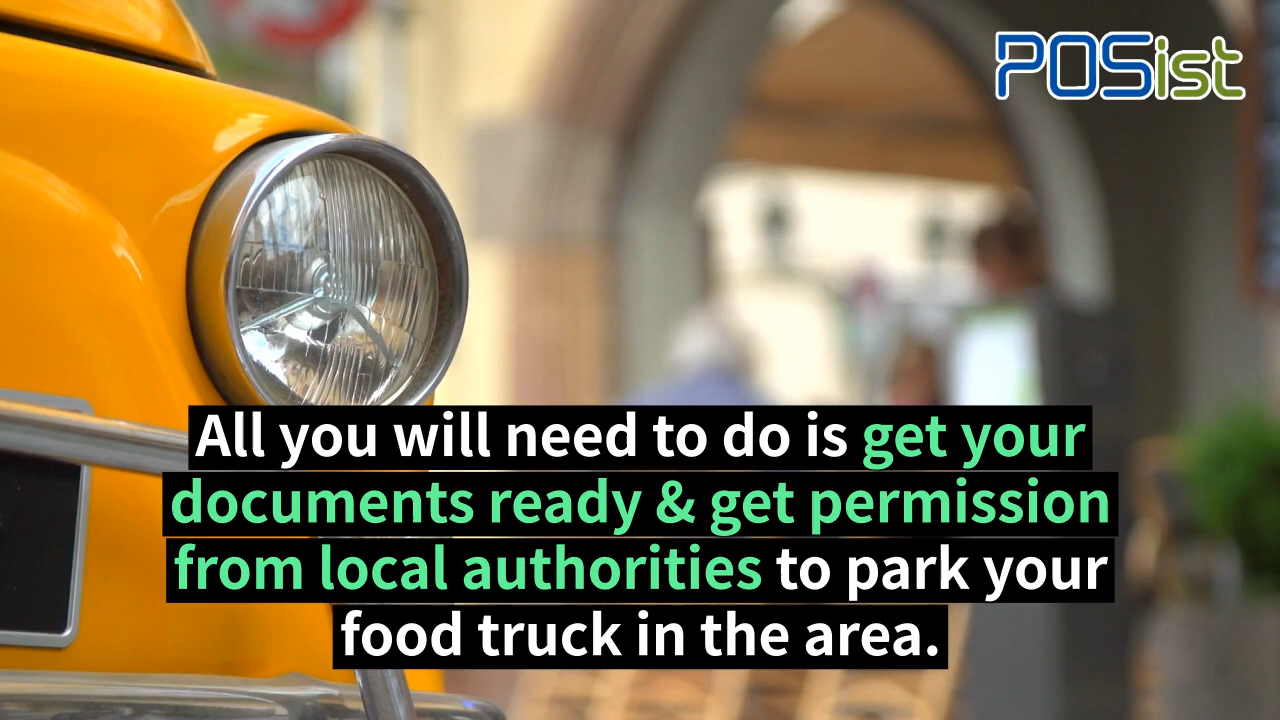 POSist
All you will need to do is get your
documents ready & get permission
from local authorities to park your
food truck in the area.